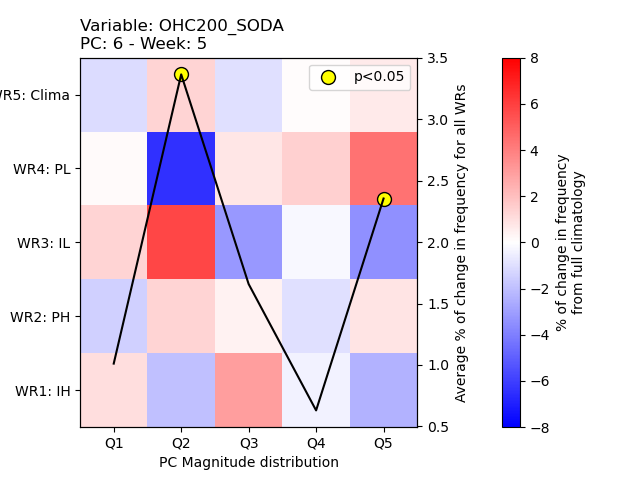 Variable: OHC200_SODA
PC: 6 - Week: 5
p<0.05
WR5: Clima
WR4: PL
WR3: IL
WR2: PH
WR1: IH
Q1 Q2 Q3 Q4 Q5
PC Magnitude distribution
3.5
3.0
2.5
2.0
1.5
1.0
0.5
Average % of change in frequency for all WRs
8
6
4
2
0
−2
−4
−6
−8
% of change in frequency
from full climatology